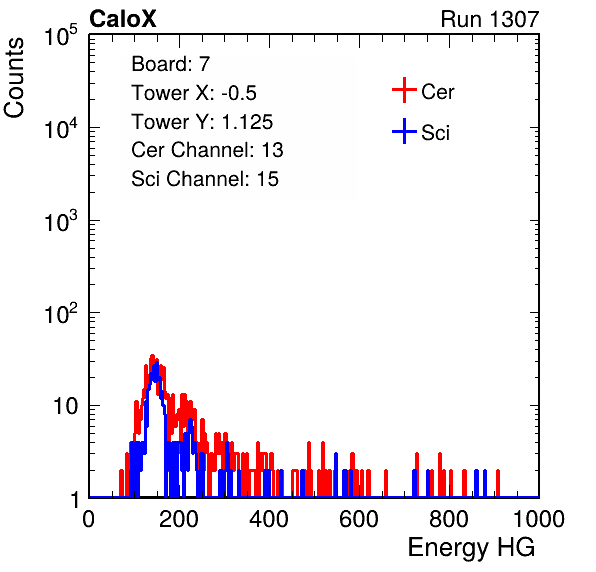 CaloX
Run 1307
Counts
10^5
10^4
10^3
10^2
10
1
Board: 7
Tower X: -0.5
Tower Y: 1.125
Cer Channel: 13
Sci Channel: 15
Cer
Sci
0 200 400 600 800 1000
Energy HG